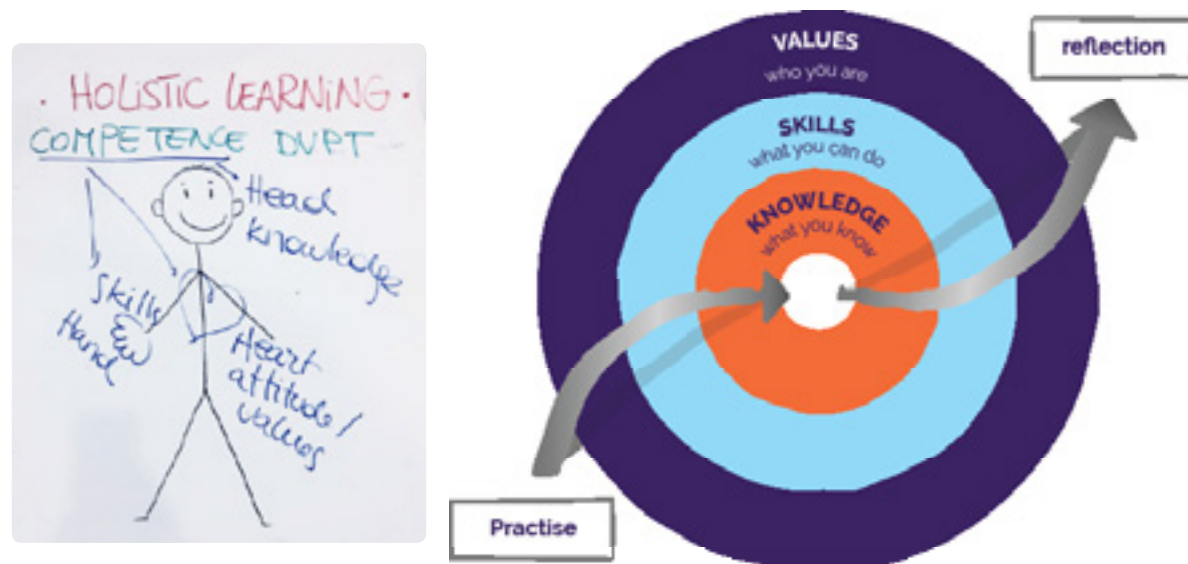 . HOLISTIC LEARNING .
COMPETENCE DVPT
Head
knowledge
Skills
Hand
Heart
attitude/
values
VALUES
who you are
SKILLS
what you can do
KNOWLEDGE
what you know
reflection
Practise